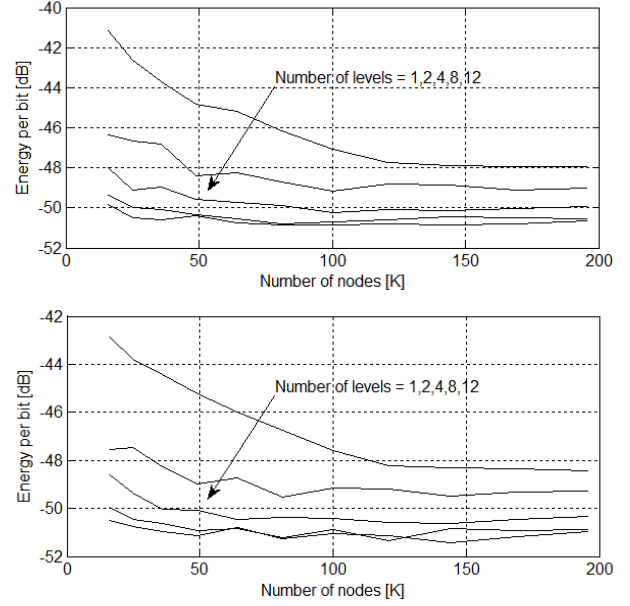 -40
-42
-44
-46
-48
-50
-52
Energy per bit [dB]
Number of levels = 1,2,4,8,12
0 50 100 150 200
Number of nodes [K]
-42
-44
-46
-48
-50
-52
Energy per bit [dB]
Number of levels = 1,2,4,8,12
0 50 100 150 200
Number of nodes [K]